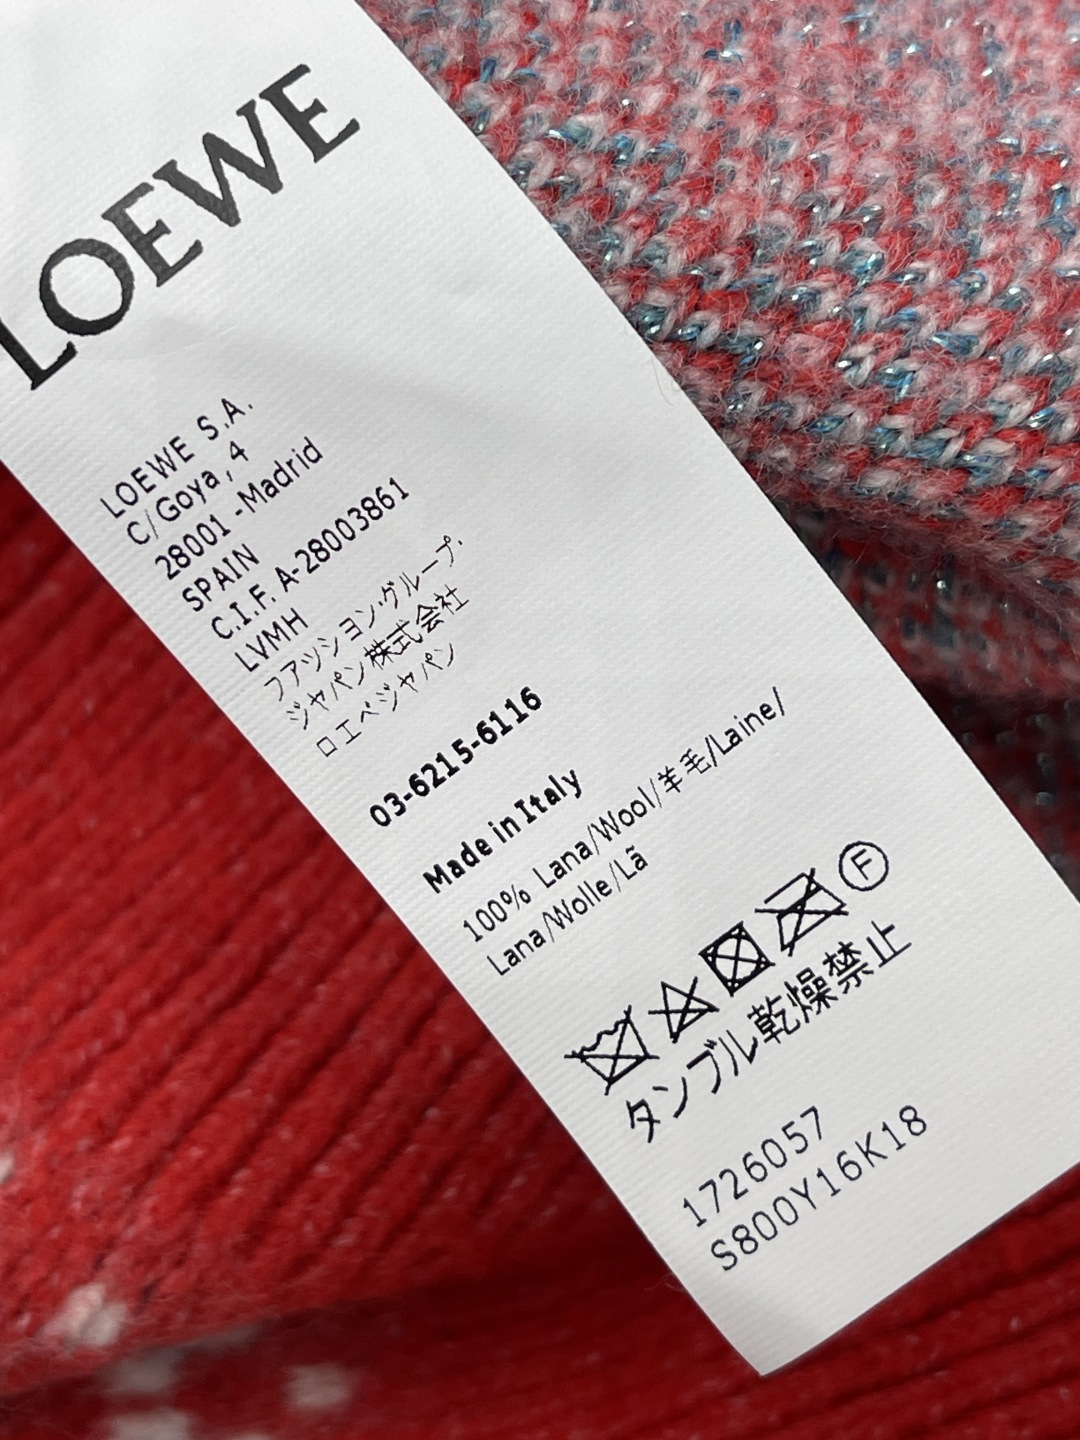 LOEWE
LOEWE S.A.
C/Goya, 4
28001 -Madrid
SPAIN
C.I.F. A-28003861
LVMH
ファッション・グループ・
ジャパン株式会社
ロエベジャパン
03-6215-6116
Made in Italy
100% Lana/Wool/羊毛/Laine/
Lana/Wolle/Lã
F
タンブル乾燥禁止
1726057
S800Y16K18